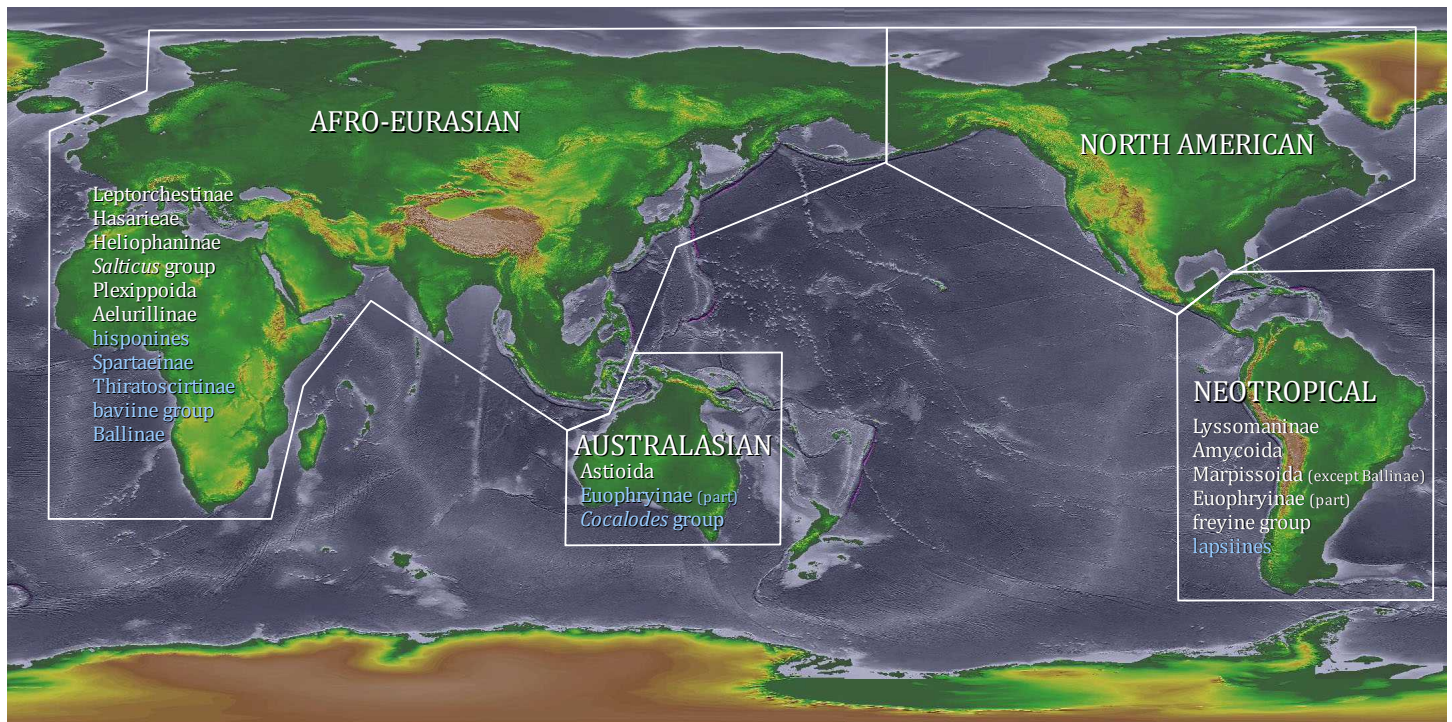 AFRO-EURASIAN
Leptorchestinae
Hasarieae
Heliophaninae
Salticus group
Plexippoida
Aelurillinae
hisponines
Spartaeinae
Thiratoscirtinae
baviine group
Ballinae
NORTH AMERICAN
AUSTRALASIAN
Astioida
Euophryinae (part)
Cocalodes group
NEOTROPICAL
Lyssomaninae
Amycoida
Marpissoida (except Ballinae)
Euophryinae (part)
freyine group
lapsiines